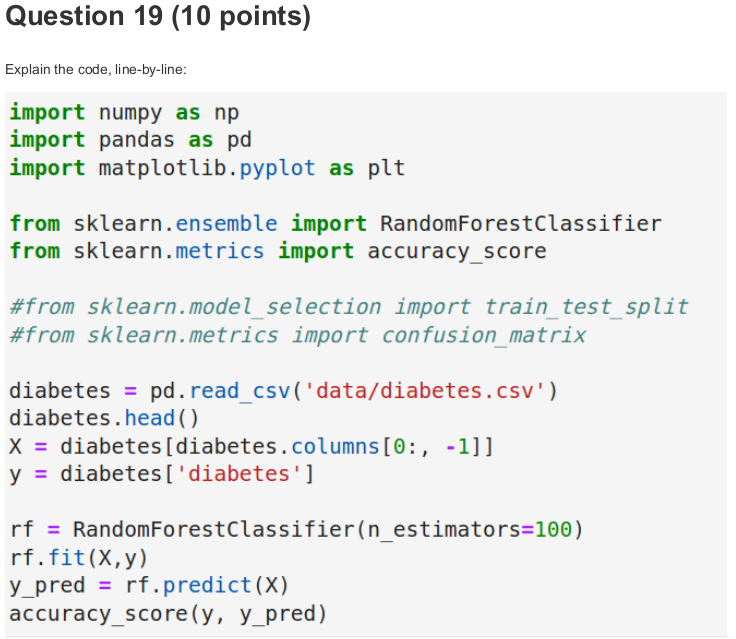 Question 19 (10 points)
Explain the code, line-by-line:
import numpy as np
import pandas as pd
import matplotlib.pyplot as plt
from sklearn.ensemble import RandomForestClassifier
from sklearn.metrics import accuracy_score
#from sklearn.model_selection import train_test_split
#from sklearn.metrics import confusion_matrix
diabetes = pd.read_csv('data/diabetes.csv')
diabetes.head()
X = diabetes[diabetes.columns[0:, -1]]
y = diabetes['diabetes']
rf = RandomForestClassifier(n_estimators=100)
rf.fit(X,y)
y_pred = rf.predict(X)
accuracy_score(y, y_pred)